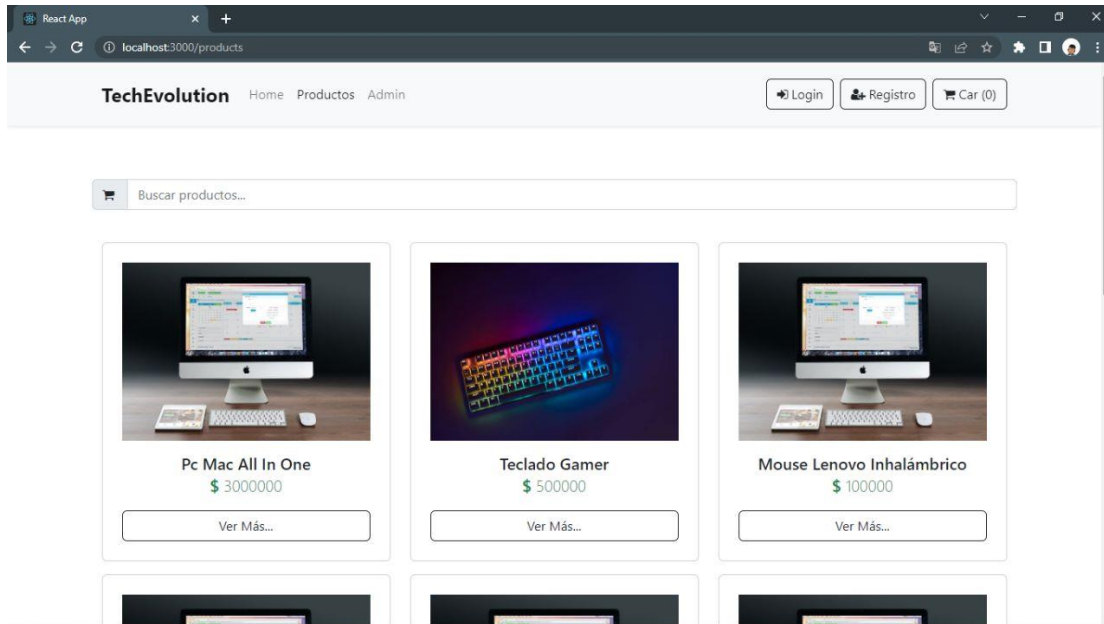 React App
localhost:3000/products
TechEvolution Home Productos Admin Login Registro Car (0)
Buscar productos...
Pc Mac All In One
$ 3000000
Ver Más...
Teclado Gamer
$ 500000
Ver Más...
Mouse Lenovo Inhalámbrico
$ 100000
Ver Más...